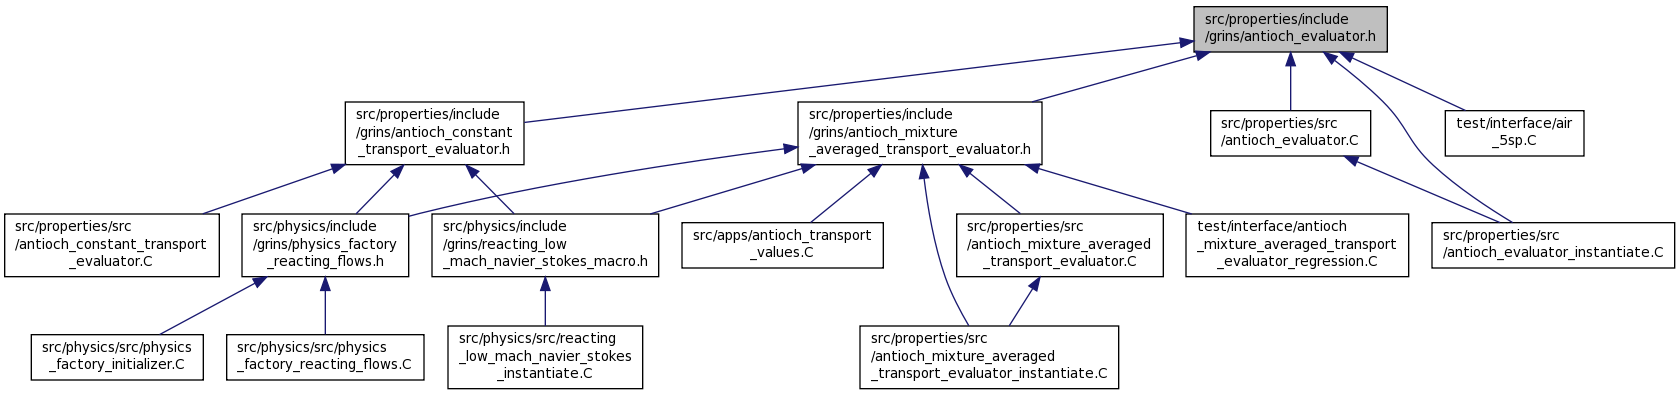 src/properties/include
/grins/antioch_evaluator.h
src/properties/include
/grins/antioch_constant
_transport_evaluator.h
src/properties/include
/grins/antioch_mixture
_averaged_transport_evaluator.h
src/properties/src
/antioch_evaluator.C
test/interface/air
_5sp.C
src/properties/src
/antioch_constant_transport
_evaluator.C
src/physics/include
/grins/physics_factory
_reacting_flows.h
src/physics/include
/grins/reacting_low
_mach_navier_stokes_macro.h
src/apps/antioch_transport
_values.C
src/properties/src
/antioch_mixture_averaged
_transport_evaluator.C
test/interface/antioch
_mixture_averaged_transport
_evaluator_regression.C
src/properties/src
/antioch_evaluator_instantiate.C
src/physics/src/physics
_factory_initializer.C
src/physics/src/physics
_factory_reacting_flows.C
src/physics/src/reacting
_low_mach_navier_stokes
_instantiate.C
src/properties/src
/antioch_mixture_averaged
_transport_evaluator_instantiate.C